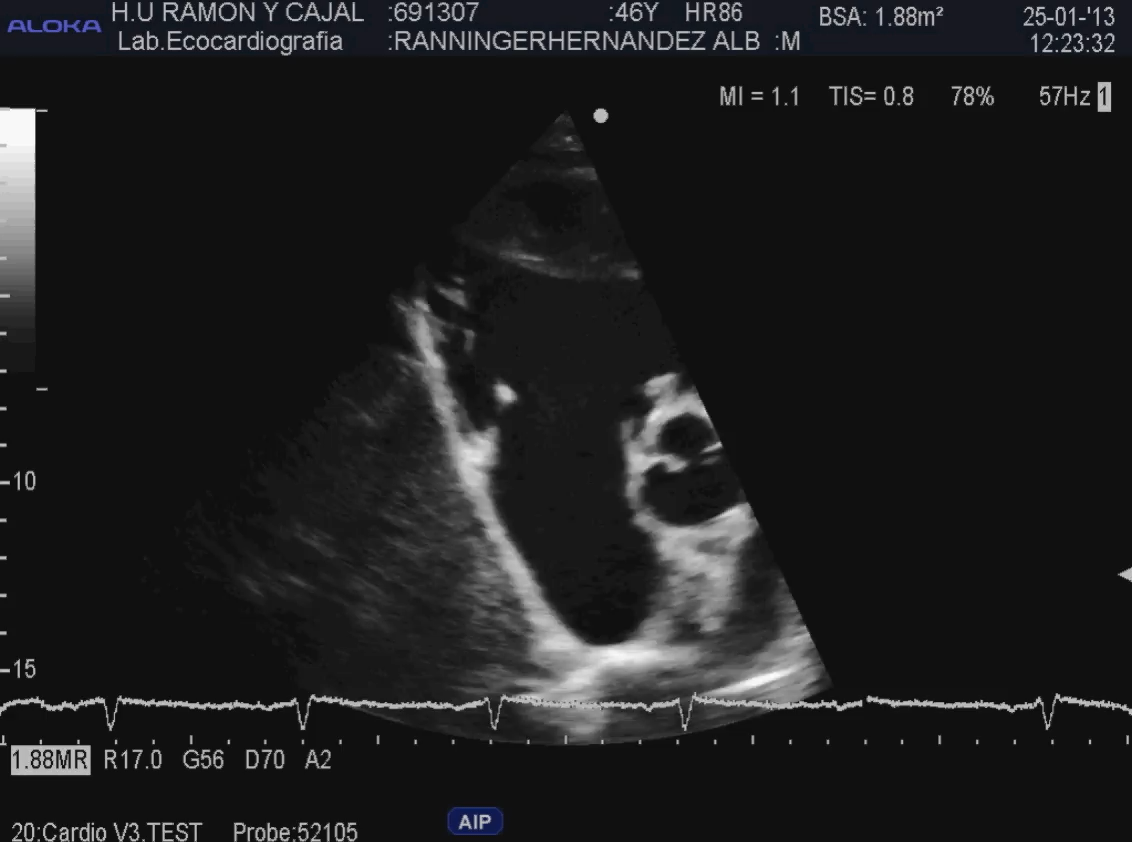 ALOKA H.U RAMON Y CAJAL :691307 :46Y HR86 BSA: 1.88m² 25-01-'13
Lab.Ecocardiografia :RANNINGERHERNANDEZ ALB :M 12:23:32
MI = 1.1 TIS= 0.8 78% 57Hz 1
10
15
1.88MR R17.0 G56 D70 A2
20:Cardio V3.TEST Probe:52105 AIP